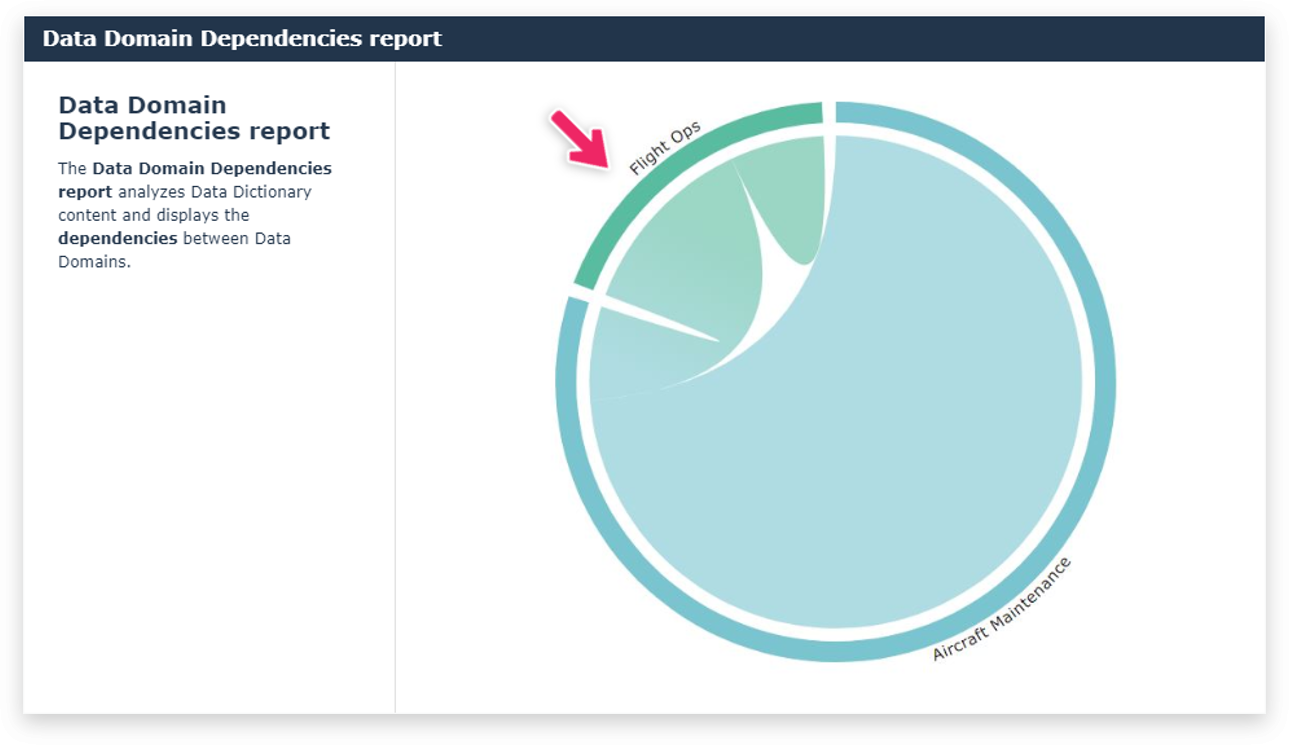 Data Domain Dependencies report
Data Domain
Dependencies report
The Data Domain Dependencies
report analyzes Data Dictionary
content and displays the
dependencies between Data
Domains.
Flight Ops
Aircraft Maintenance